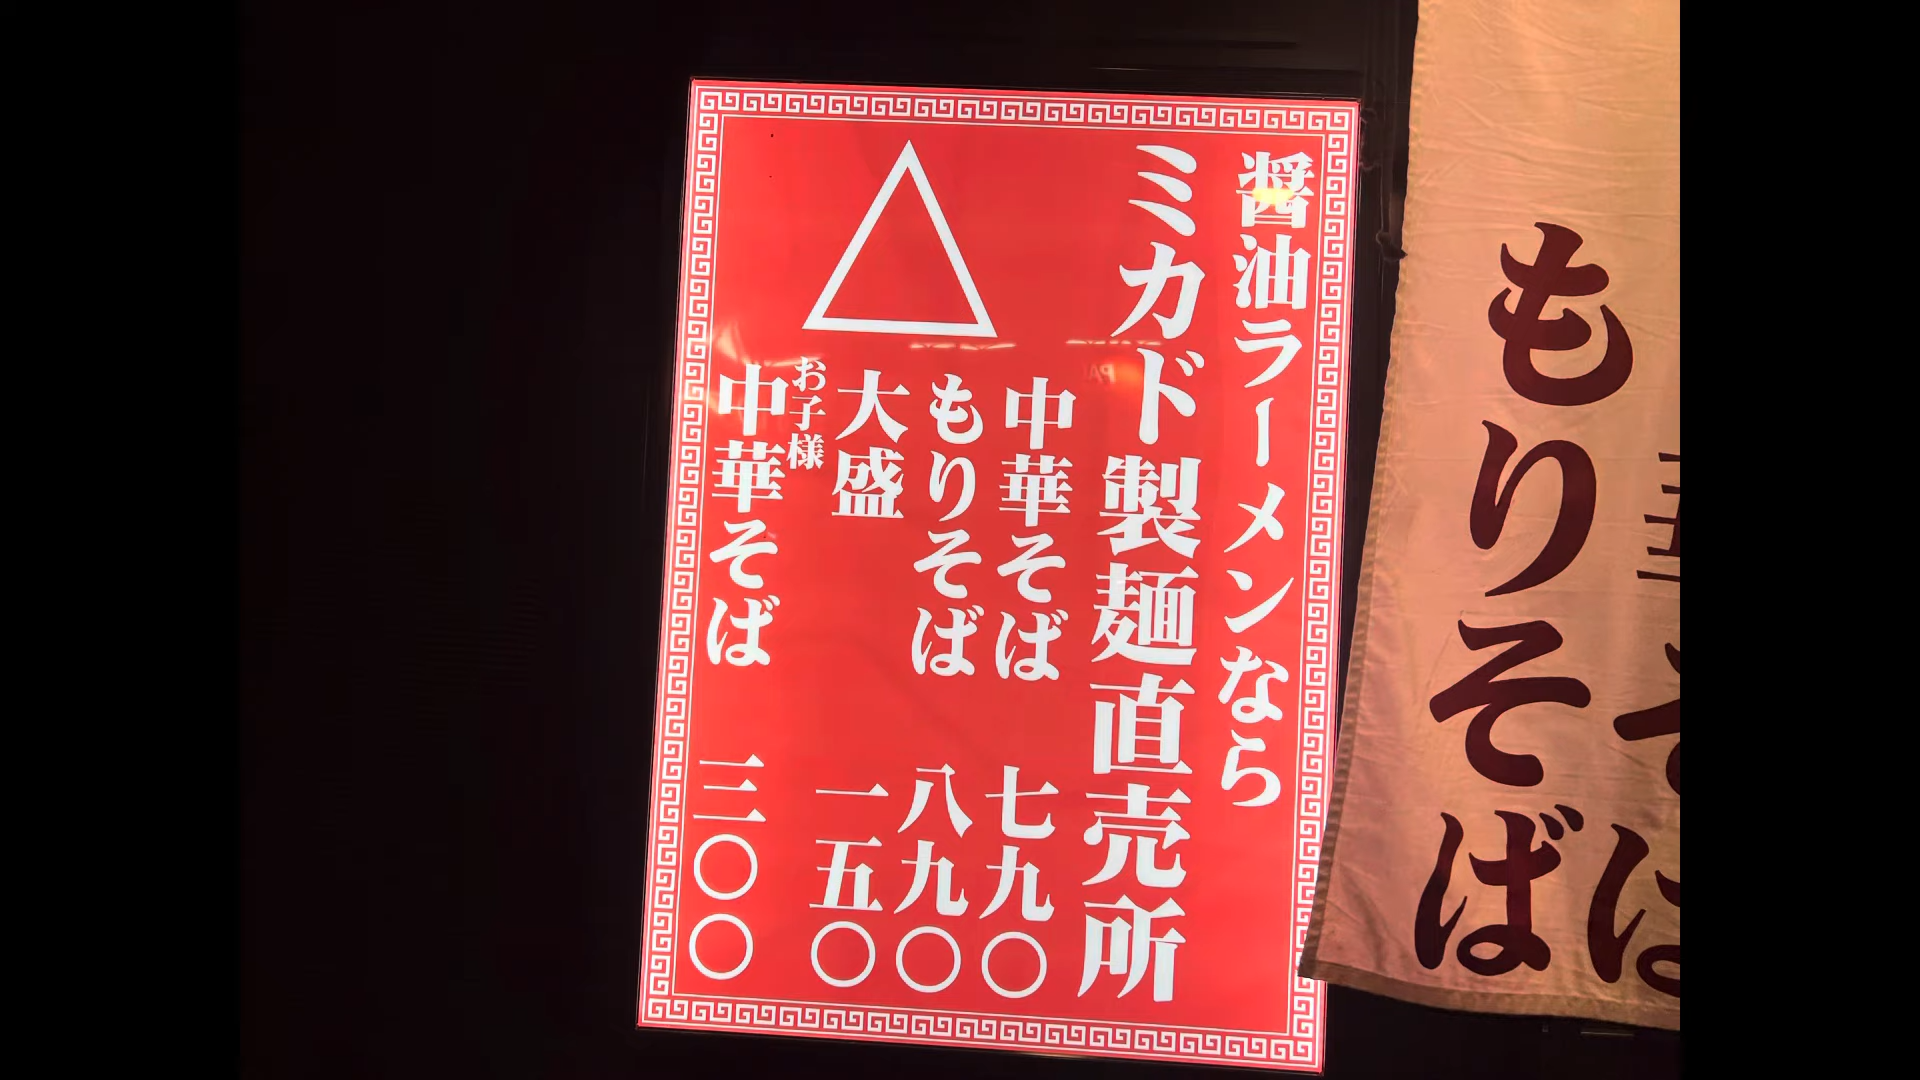 醤油ラーメンなら
ミカド製麺直売所
中華そば 七九〇
もりそば 八九〇
大盛 一五〇
お子様
中華そば 三〇〇
もりそば